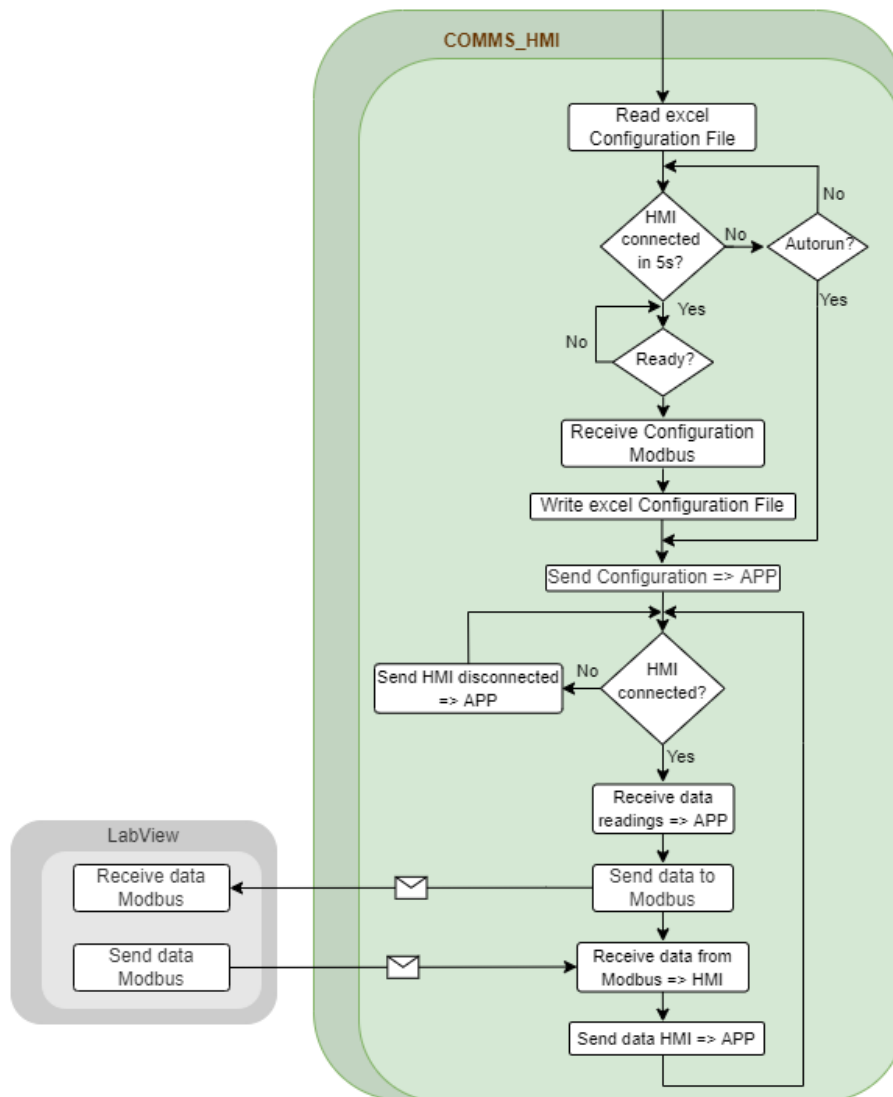 COMMS_HMI
Read excel
Configuration File
No
HMI
connected
in 5s?
No
Autorun?
Yes
Yes
No
Ready?
Receive Configuration
Modbus
Write excel Configuration File
Send Configuration => APP
Send HMI disconnected
=> APP
No
HMI
connected?
Yes
Receive data
readings => APP
LabView
Receive data
Modbus
Send data to
Modbus
Send data
Modbus
Receive data from
Modbus => HMI
Send data HMI => APP